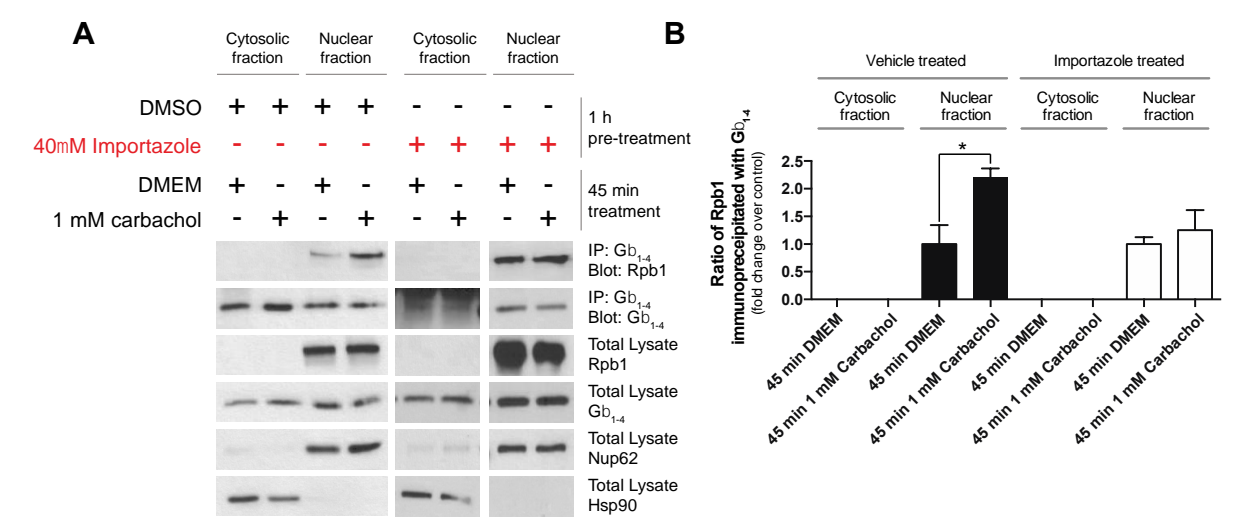 A
Cytosolic fraction
Nuclear fraction
Cytosolic fraction
Nuclear fraction
DMSO + + + + - - - -
40mM Importazole - - - - + + + +
1 h
pre-treatment
DMEM + - + - + - + -
1 mM carbachol - + - + - + - +
45 min
treatment
IP: Gb1-4
Blot: Rpb1
IP: Gb1-4
Blot: Gb1-4
Total Lysate
Rpb1
Total Lysate
Gb1-4
Total Lysate
Nup62
Total Lysate
Hsp90
B
Vehicle treated
Importazole treated
Cytosolic fraction
Nuclear fraction
Cytosolic fraction
Nuclear fraction
Ratio of Rpb1
immunopreceipitated with Gb1-4
(fold change over control)
2.5
2.0
1.5
1.0
0.5
0.0
*
45 min DMEM
45 min 1 mM Carbachol
45 min DMEM
45 min 1 mM Carbachol
45 min DMEM
45 min 1 mM Carbachol
45 min DMEM
45 min 1 mM Carbachol